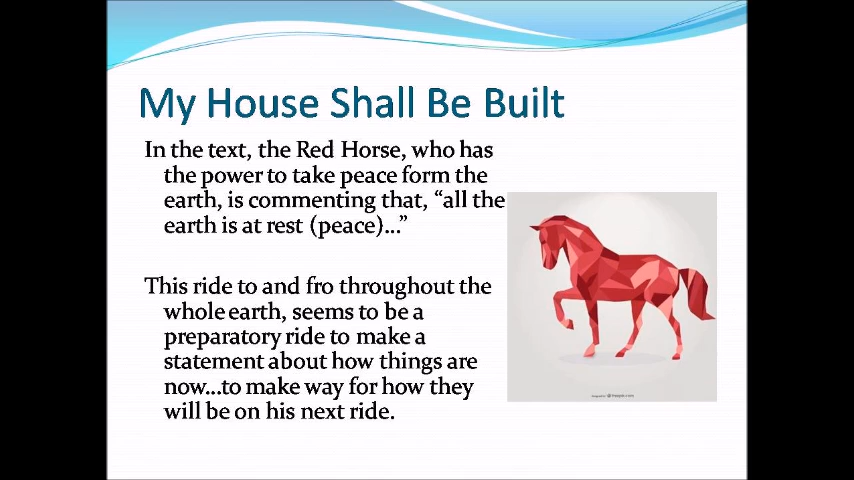 My House Shall Be Built
In the text, the Red Horse, who has
the power to take peace form the
earth, is commenting that, “all the
earth is at rest (peace)...”
This ride to and fro throughout the
whole earth, seems to be a
preparatory ride to make a
statement about how things are
now...to make way for how they
will be on his next ride.